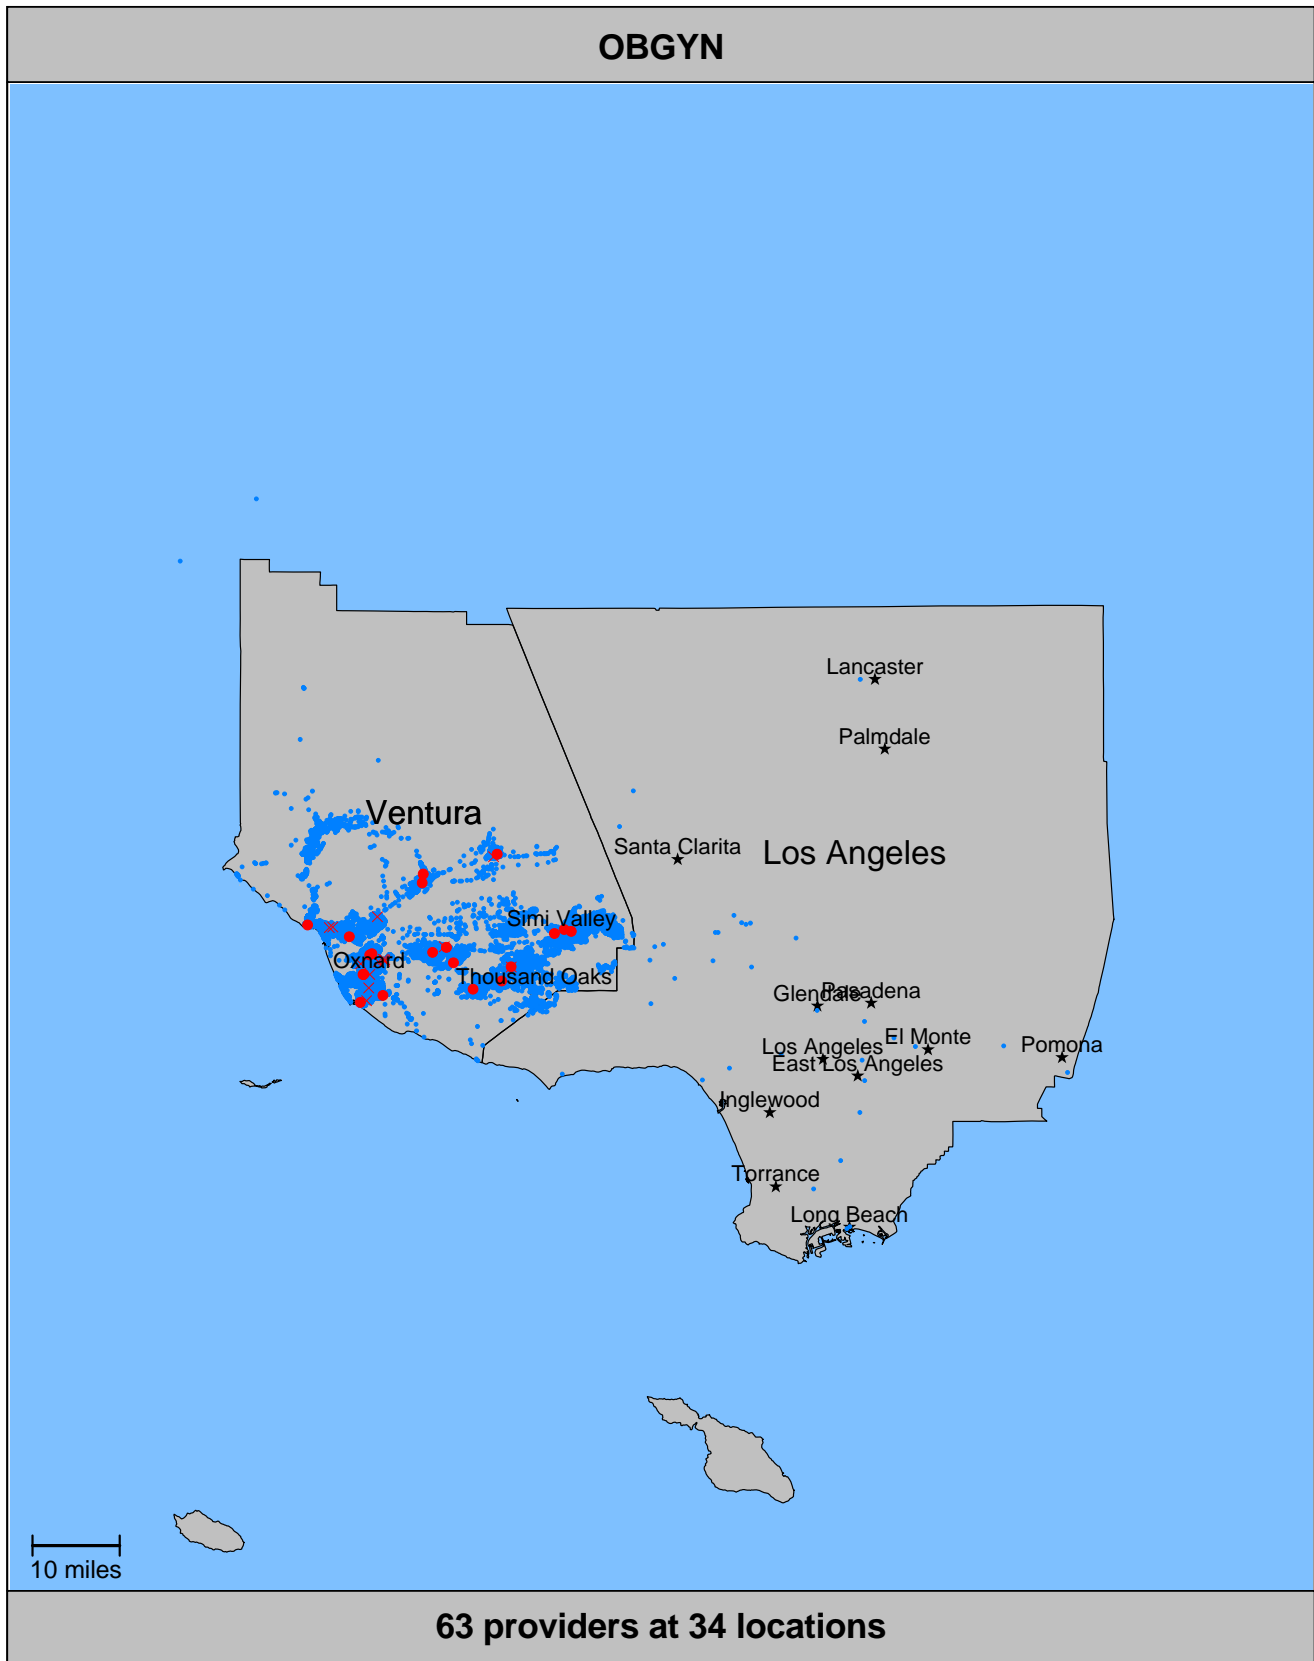 OBGYN
Lancaster
Palmdale
Ventura
Santa Clarita
Los Angeles
Simi Valley
Oxnard
Thousand Oaks
Glendale
Pasadena
El Monte
Los Angeles
Pomona
East Los Angeles
Inglewood
Torrance
Long Beach
10 miles
63 providers at 34 locations